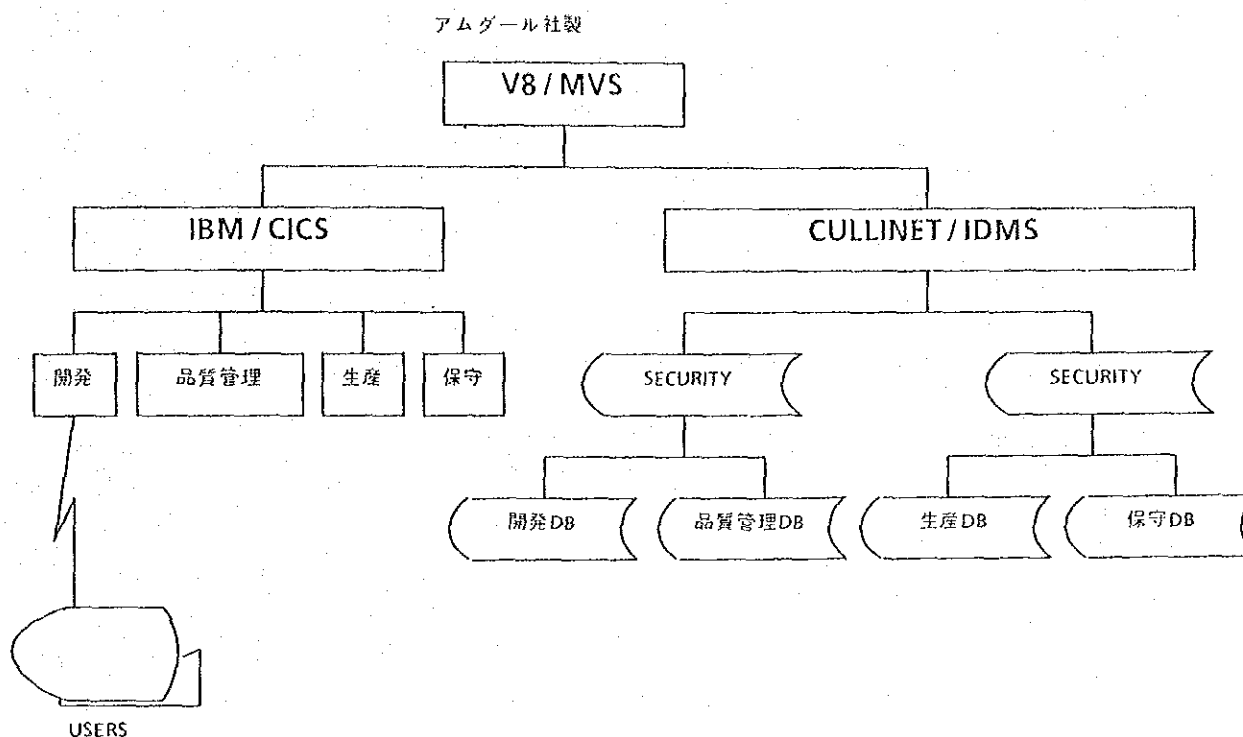 アムダール社製
V8 / MVS
IBM / CICS
CULLINET / IDMS
開発
品質管理
生産
保守
SECURITY
SECURITY
開発DB
品質管理DB
生産DB
保守DB
USERS